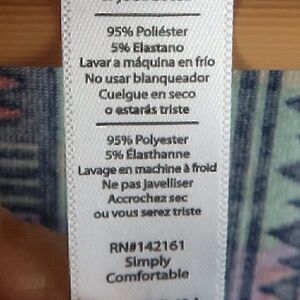 95% Poliéster
5% Elastano
Lavar a máquina en frío
No usar blanqueador
Cuelgue en seco
o estarás triste
95% Polyester
5% Élasthanne
Lavage en machine à froid
Ne pas Javelliser
Accrochez sec
ou vous serez triste
RN#142161
Simply
Comfortable